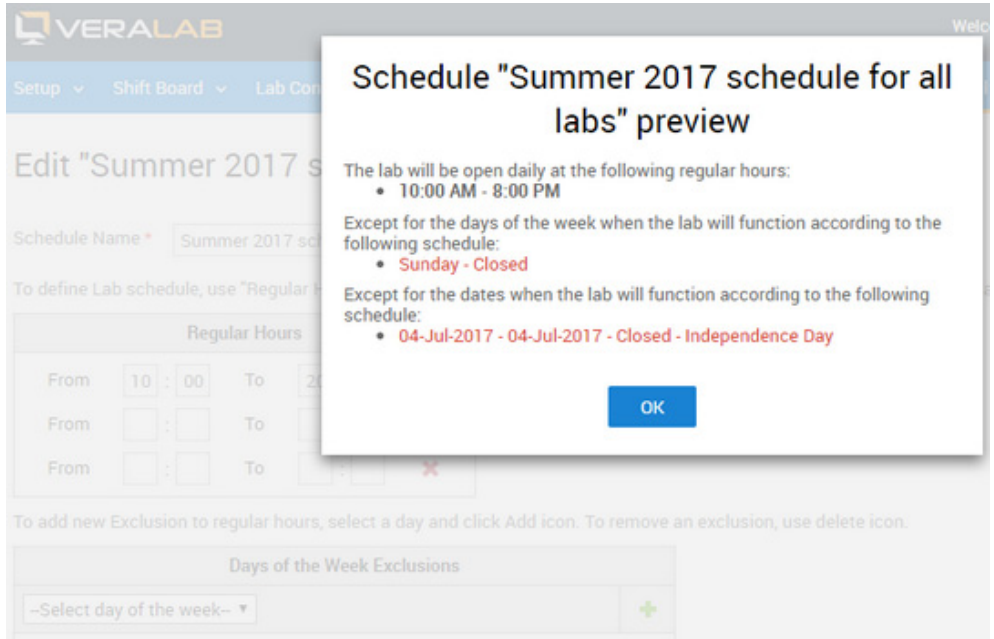 VERALAB
Setup Shift Board Lab Con
Edit "Summer 2017 s
Schedule Name * Summer 2017 sch
To define Lab schedule, use "Regular H
Regular Hours
From 10 : 00 To 20
From : To
From : To :
To add new Exclusion to regular hours, select a day and click Add icon. To remove an exclusion, use delete icon.
Days of the Week Exclusions
--Select day of the week--
Schedule "Summer 2017 schedule for all
labs" preview
The lab will be open daily at the following regular hours:
• 10:00 AM - 8:00 PM
Except for the days of the week when the lab will function according to the
following schedule:
• Sunday - Closed
Except for the dates when the lab will function according to the following
schedule:
• 04-Jul-2017 - 04-Jul-2017 - Closed - Independence Day
OK